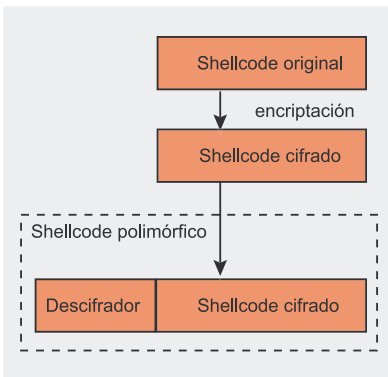 Shellcode original
encriptación
Shellcode cifrado
Shellcode polimórfico
Descifrador
Shellcode cifrado